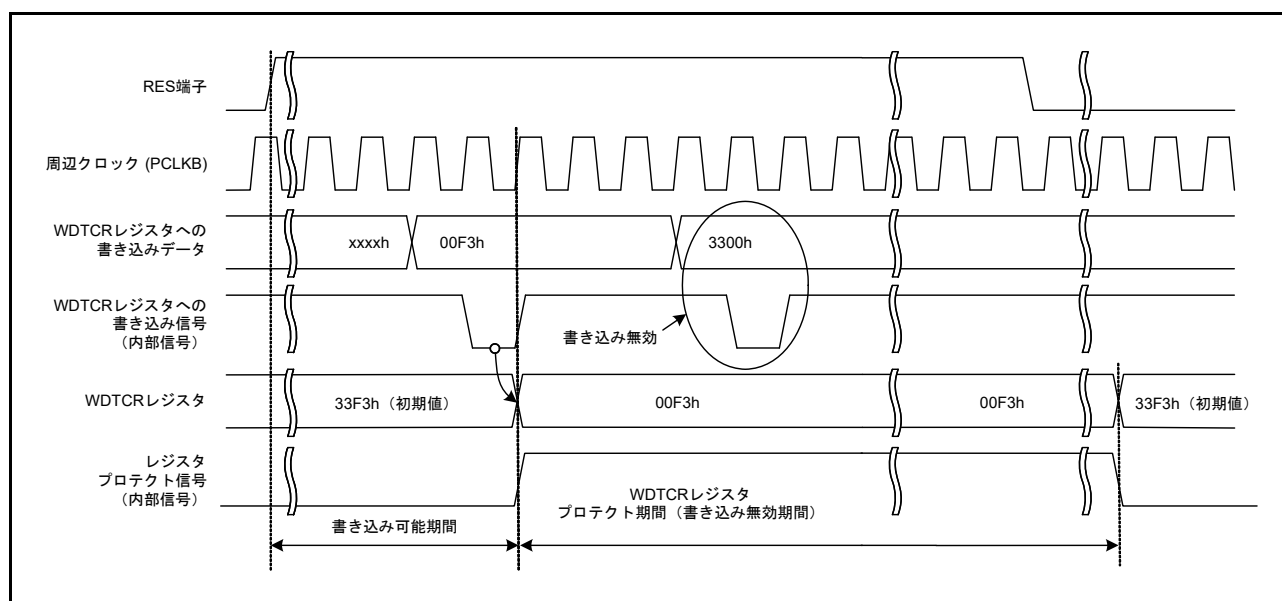 RES端子
周辺クロック (PCLKB)
WDTCRレジスタへの
書き込みデータ
xxxxh
00F3h
3300h
WDTCRレジスタへの
書き込み信号
(内部信号)
書き込み無効
WDTCRレジスタ
33F3h(初期値)
00F3h
00F3h
33F3h(初期値)
レジスタ
プロテクト信号
(内部信号)
WDTCRレジスタ
プロテクト期間(書き込み無効期間)
書き込み可能期間